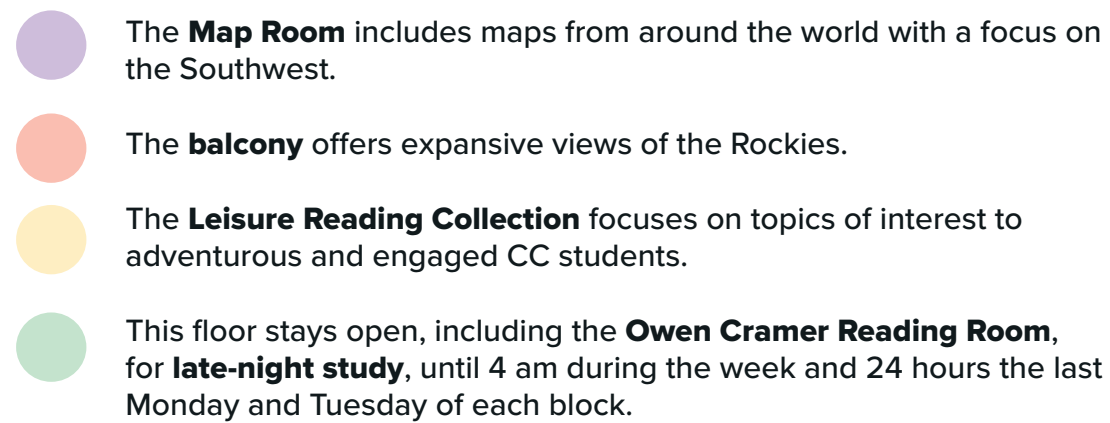 The Map Room includes maps from around the world with a focus on
the Southwest.
The balcony offers expansive views of the Rockies.
The Leisure Reading Collection focuses on topics of interest to
adventurous and engaged CC students.
This floor stays open, including the Owen Cramer Reading Room,
for late-night study, until 4 am during the week and 24 hours the last
Monday and Tuesday of each block.